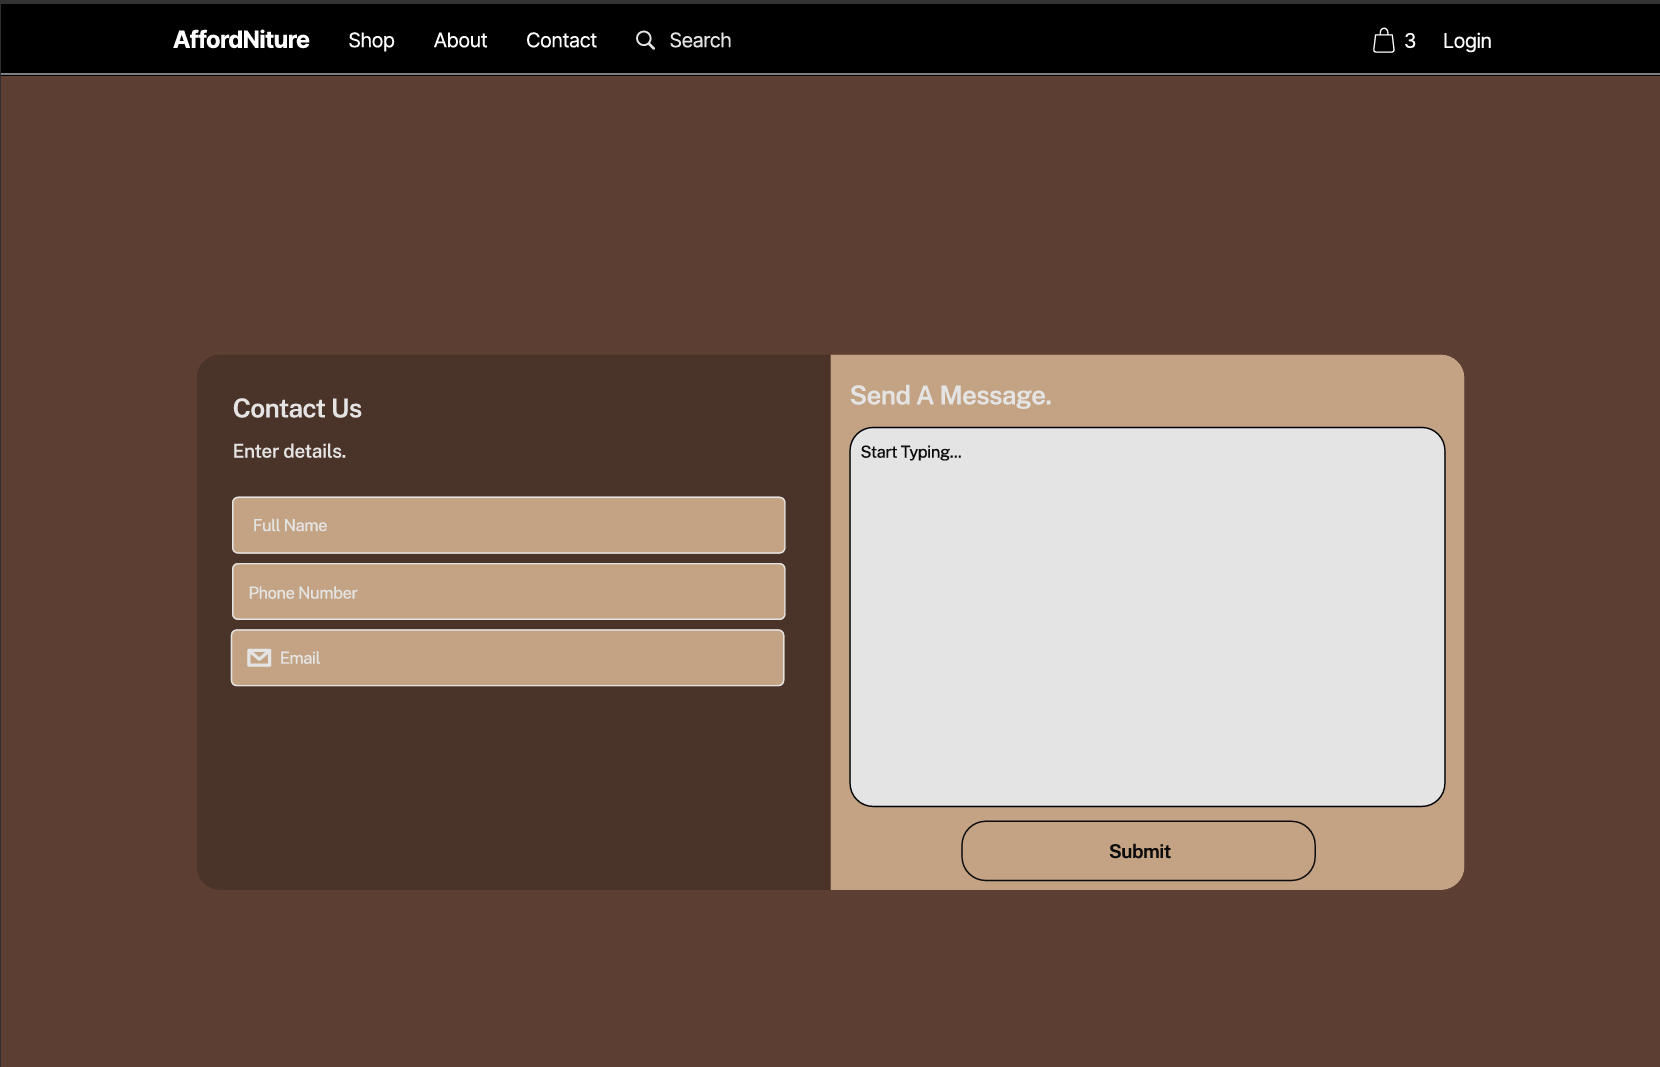 AffordNiture Shop About Contact Search 3 Login
Contact Us
Enter details.
Full Name
Phone Number
Email
Send A Message.
Start Typing...
Submit